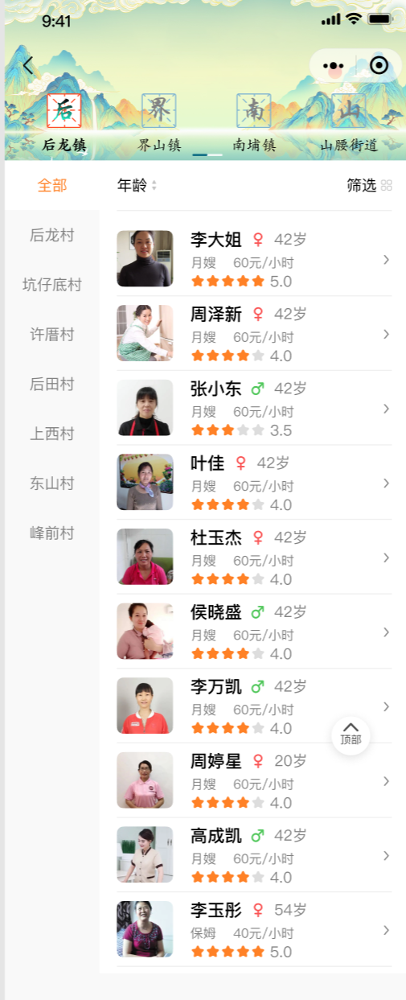 9:41
后 界 南 山
后龙镇 界山镇 南埔镇 山腰街道
全部 年龄 筛选
后龙村
坑仔底村
许厝村
后田村
上西村
东山村
峰前村
李大姐 ♀ 42岁
月嫂 60元/小时
5.0
周泽新 ♀ 42岁
月嫂 60元/小时
4.0
张小东 ♂ 42岁
月嫂 60元/小时
3.5
叶佳 ♀ 42岁
月嫂 60元/小时
4.0
杜玉杰 ♀ 42岁
月嫂 60元/小时
4.0
侯晓盛 ♂ 42岁
月嫂 60元/小时
4.0
李万凯 ♂ 42岁
月嫂 60元/小时
4.0
顶部
周婷星 ♀ 20岁
月嫂 60元/小时
4.0
高成凯 ♂ 42岁
月嫂 60元/小时
4.0
李玉彤 ♀ 54岁
保姆 40元/小时
5.0